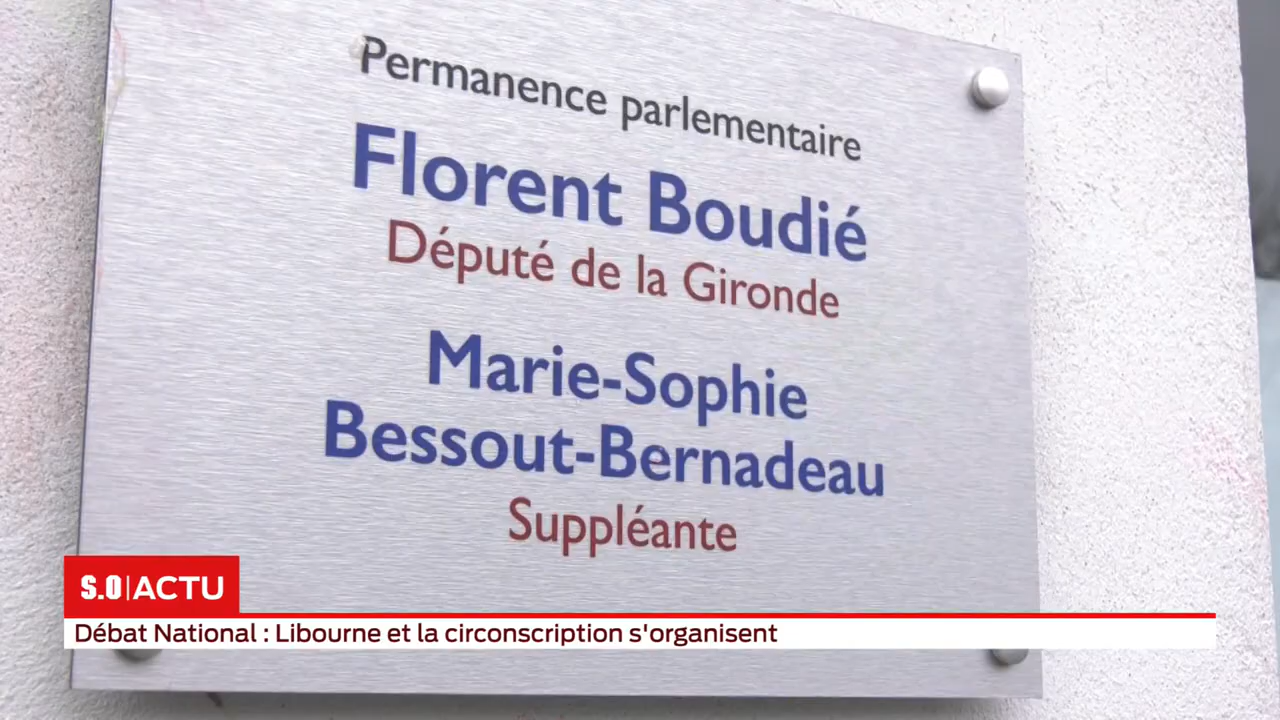 Permanence parlementaire
Florent Boudié
Député de la Gironde
Marie-Sophie
Bessout-Bernadeau
Suppléante
S.O|ACTU
Débat National : Libourne et la circonscription s'organisent